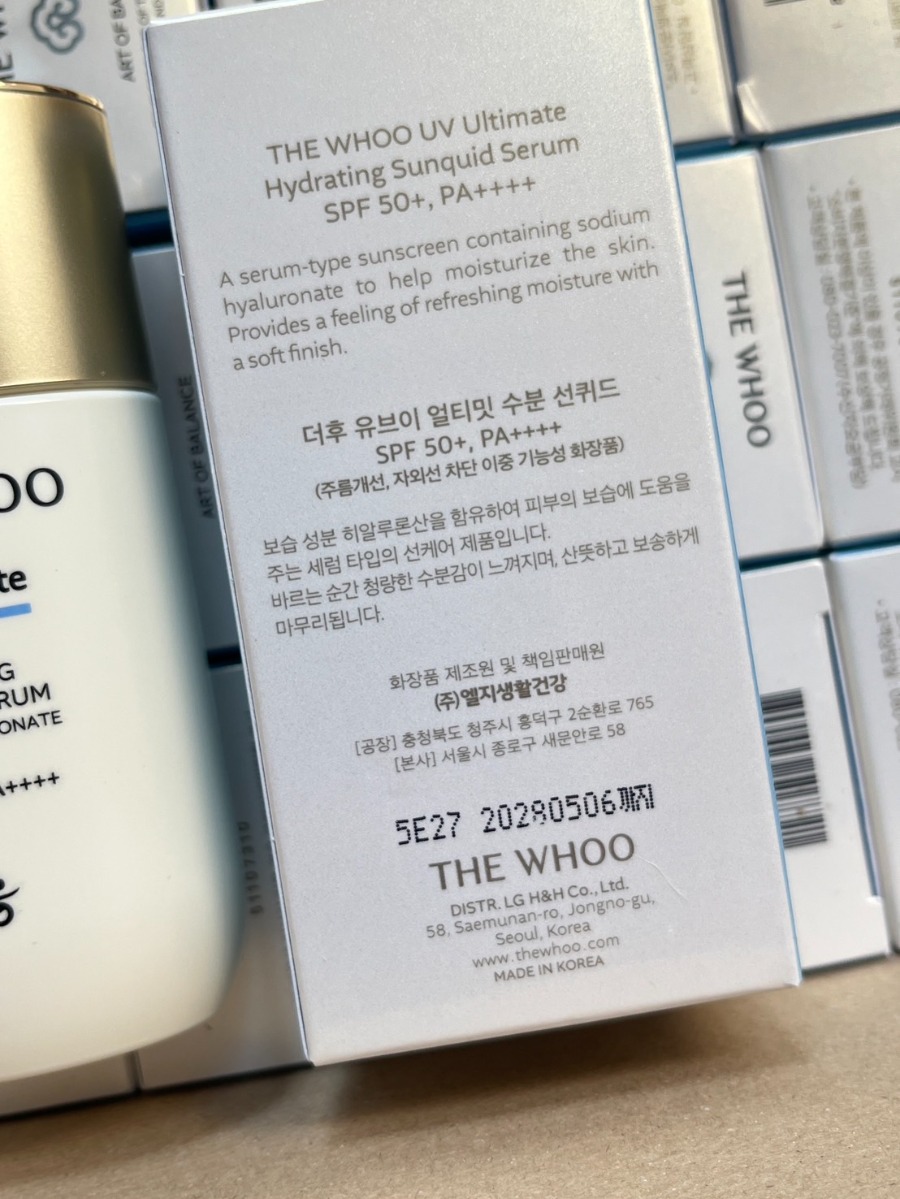 THE WHOO UV Ultimate
Hydrating Sunquid Serum
SPF 50+, PA++++
A serum-type sunscreen containing sodium
hyaluronate to help moisturize the skin.
Provides a feeling of refreshing moisture with
a soft finish.
더후 유브이 얼티밋 수분 선퀴드
SPF 50+, PA++++
(주름개선, 자외선 차단 이중 기능성 화장품)
보습 성분 히알루론산을 함유하여 피부의 보습에 도움을
주는 세럼 타입의 선케어 제품입니다.
바르는 순간 청량한 수분감이 느껴지며, 산뜻하고 보송하게
마무리됩니다.
화장품 제조원 및 책임판매원
(주)엘지생활건강
[공장] 충청북도 청주시 흥덕구 2순환로 765
[본사] 서울시 종로구 새문안로 58
5E27 20280506까지
THE WHOO
DISTR. LG H&H Co., Ltd.
58, Saemunan-ro, Jongno-gu,
Seoul, Korea
www.thewhoo.com
MADE IN KOREA
OO
te
G
RUM
ONATE
A++++
ART OF BA
ART OF BALANCE
THE WHOO